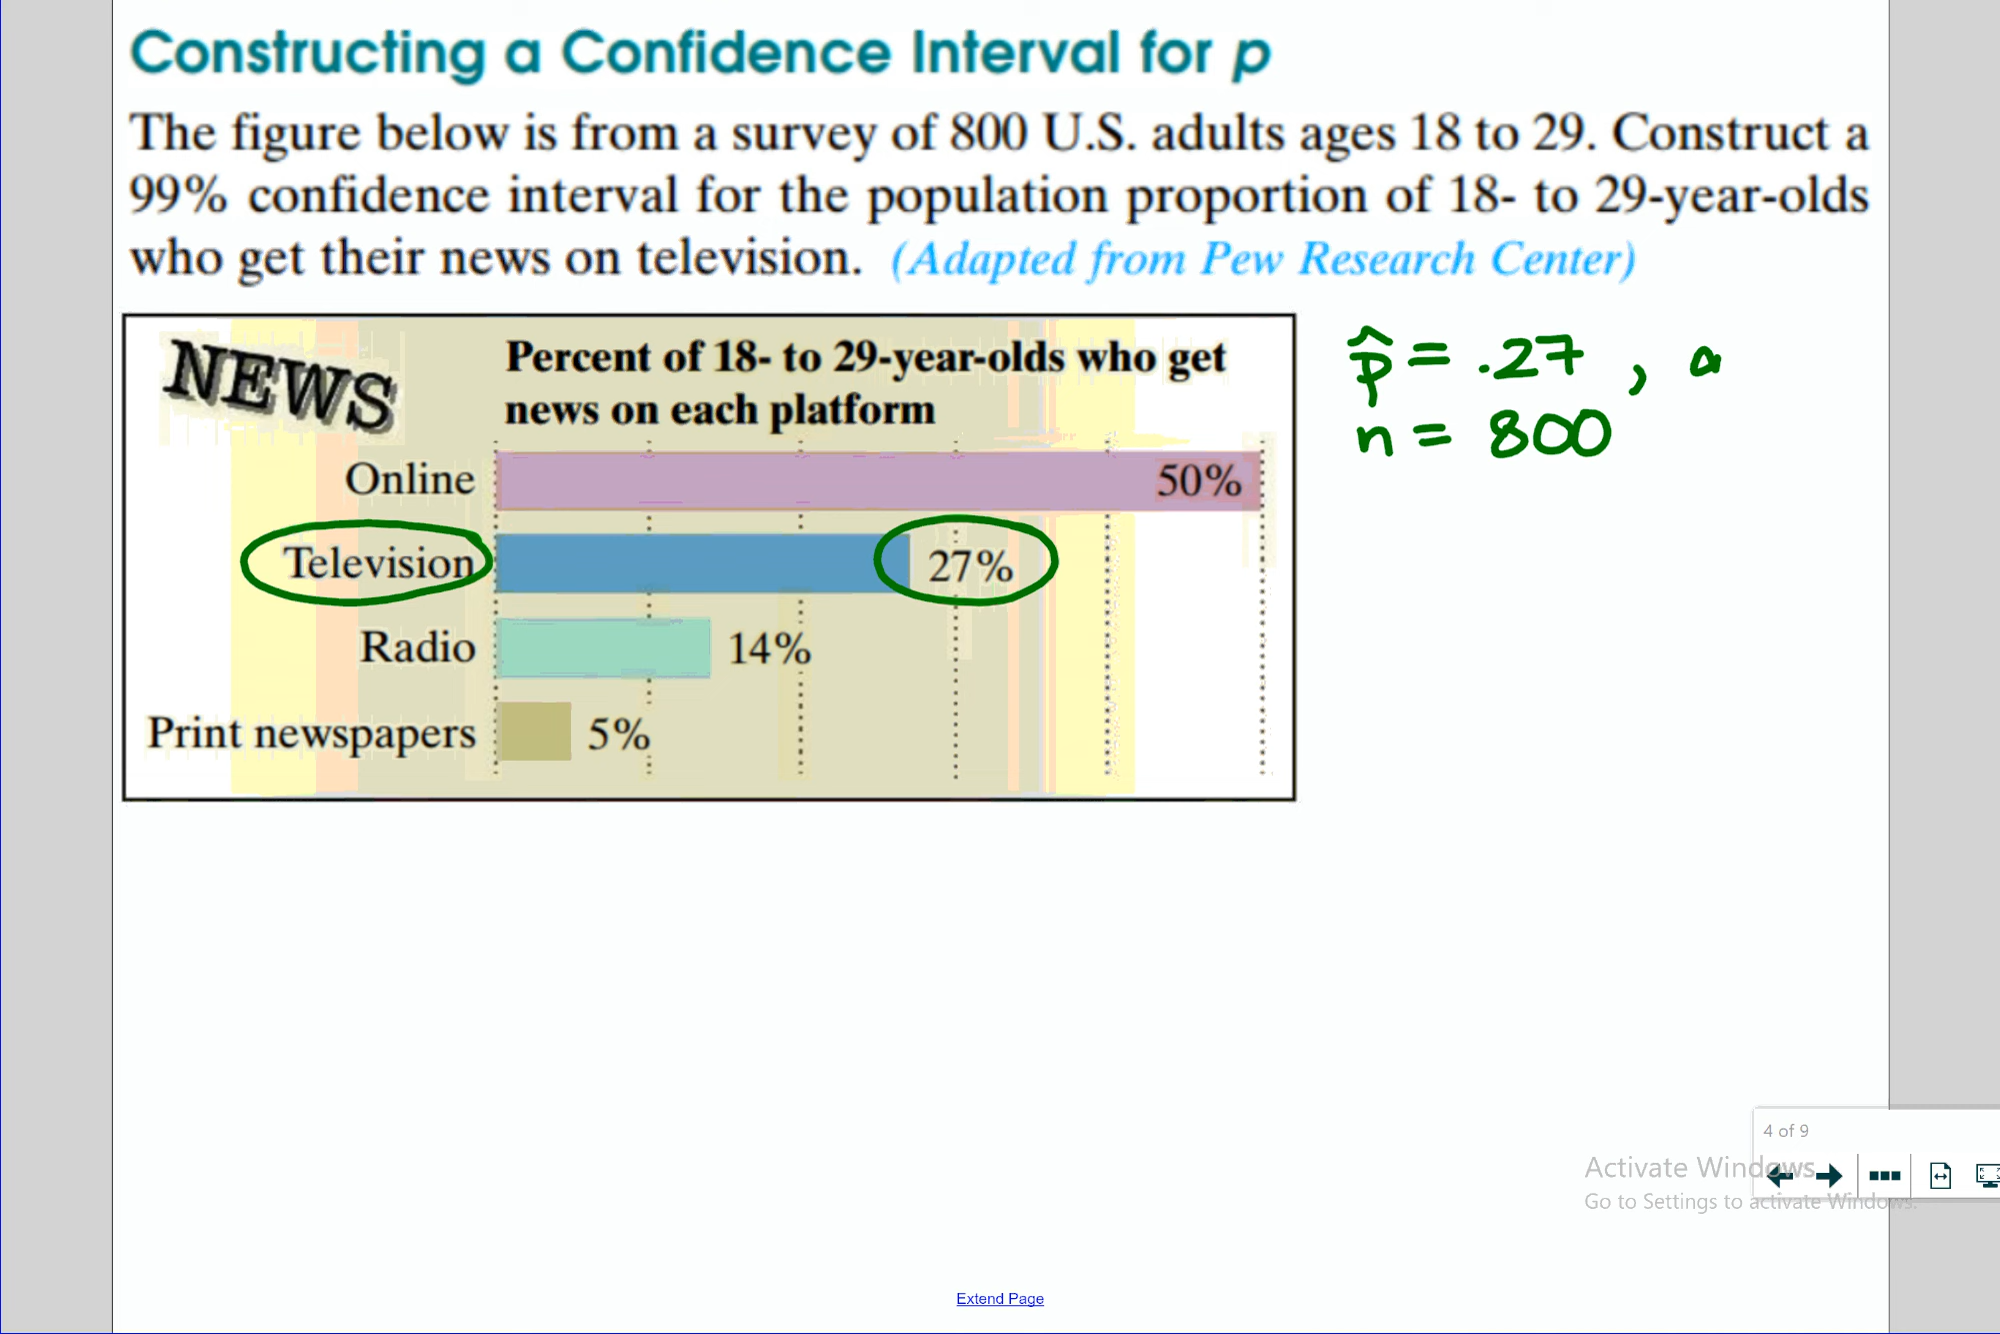 Constructing a Confidence Interval for p
The figure below is from a survey of 800 U.S. adults ages 18 to 29. Construct a
99% confidence interval for the population proportion of 18- to 29-year-olds
who get their news on television. (Adapted from Pew Research Center)
NEWS
Percent of 18- to 29-year-olds who get
news on each platform
Online 50%
Television 27%
Radio 14%
Print newspapers 5%
p̂ = .27 , a
n = 800
4 of 9
Activate Windows
Go to Settings to activate Windows.
Extend Page